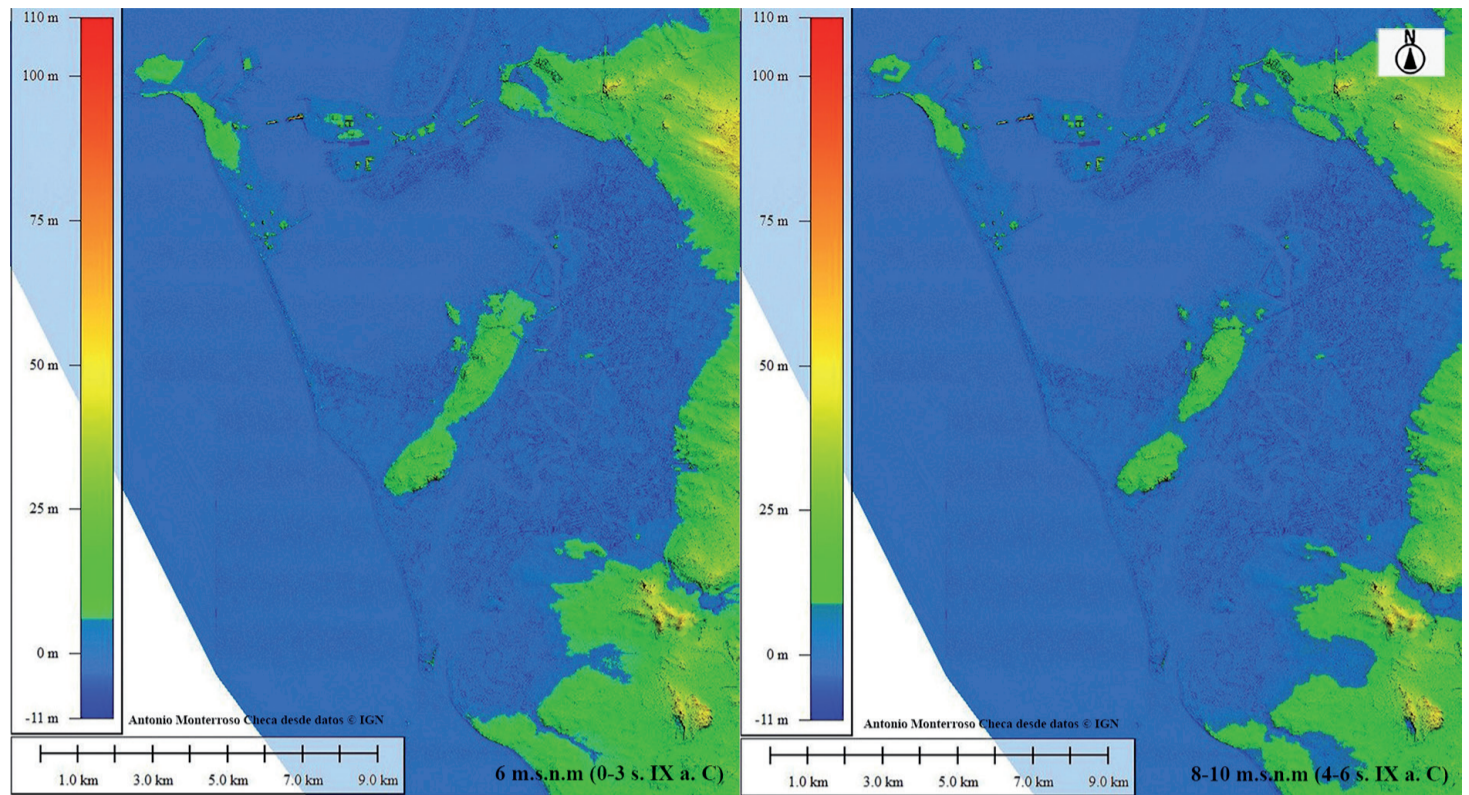 110 m
100 m
75 m
50 m
25 m
0 m
-11 m
Antonio Monterroso Checa desde datos © IGN
1.0 km 3.0 km 5.0 km 7.0 km 9.0 km
6 m.s.n.m (0-3 s. IX a. C)
110 m
N
100 m
75 m
50 m
25 m
0 m
-11 m
Antonio Monterroso Checa desde datos © IGN
1.0 km 3.0 km 5.0 km 7.0 km 9.0 km
8-10 m.s.n.m (4-6 s. IX a. C)